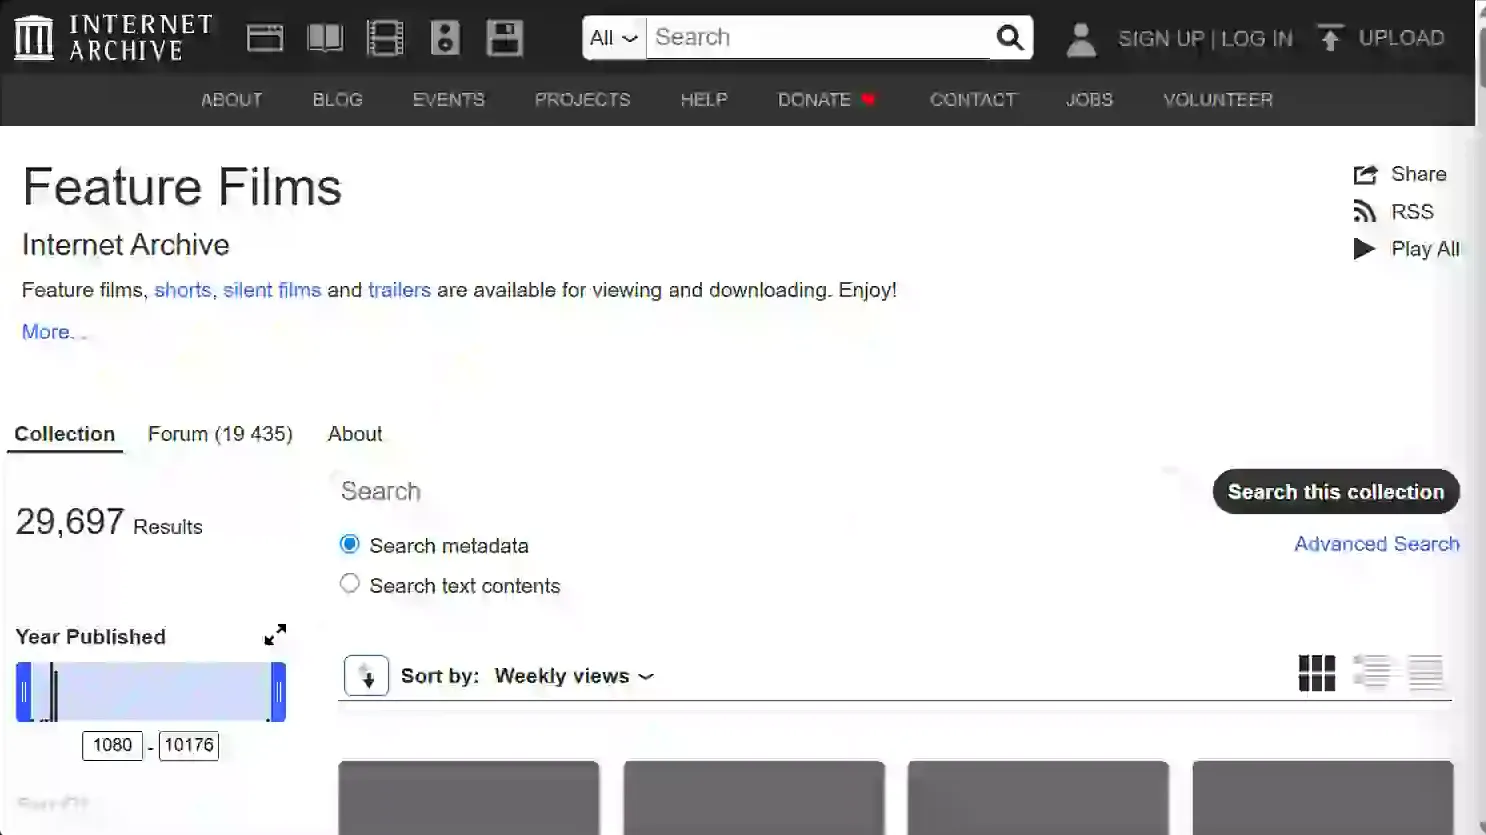 INTERNET ARCHIVE
All
Search
SIGN UP | LOG IN
UPLOAD
ABOUT
BLOG
EVENTS
PROJECTS
HELP
DONATE
CONTACT
JOBS
VOLUNTEER
Feature Films
Share
RSS
Play All
Internet Archive
Feature films, shorts, silent films and trailers are available for viewing and downloading. Enjoy!
More...
Collection
Forum (19 435)
About
Search
Search this collection
29,697 Results
Search metadata
Advanced Search
Search text contents
Year Published
Sort by: Weekly views
1080 - 10176